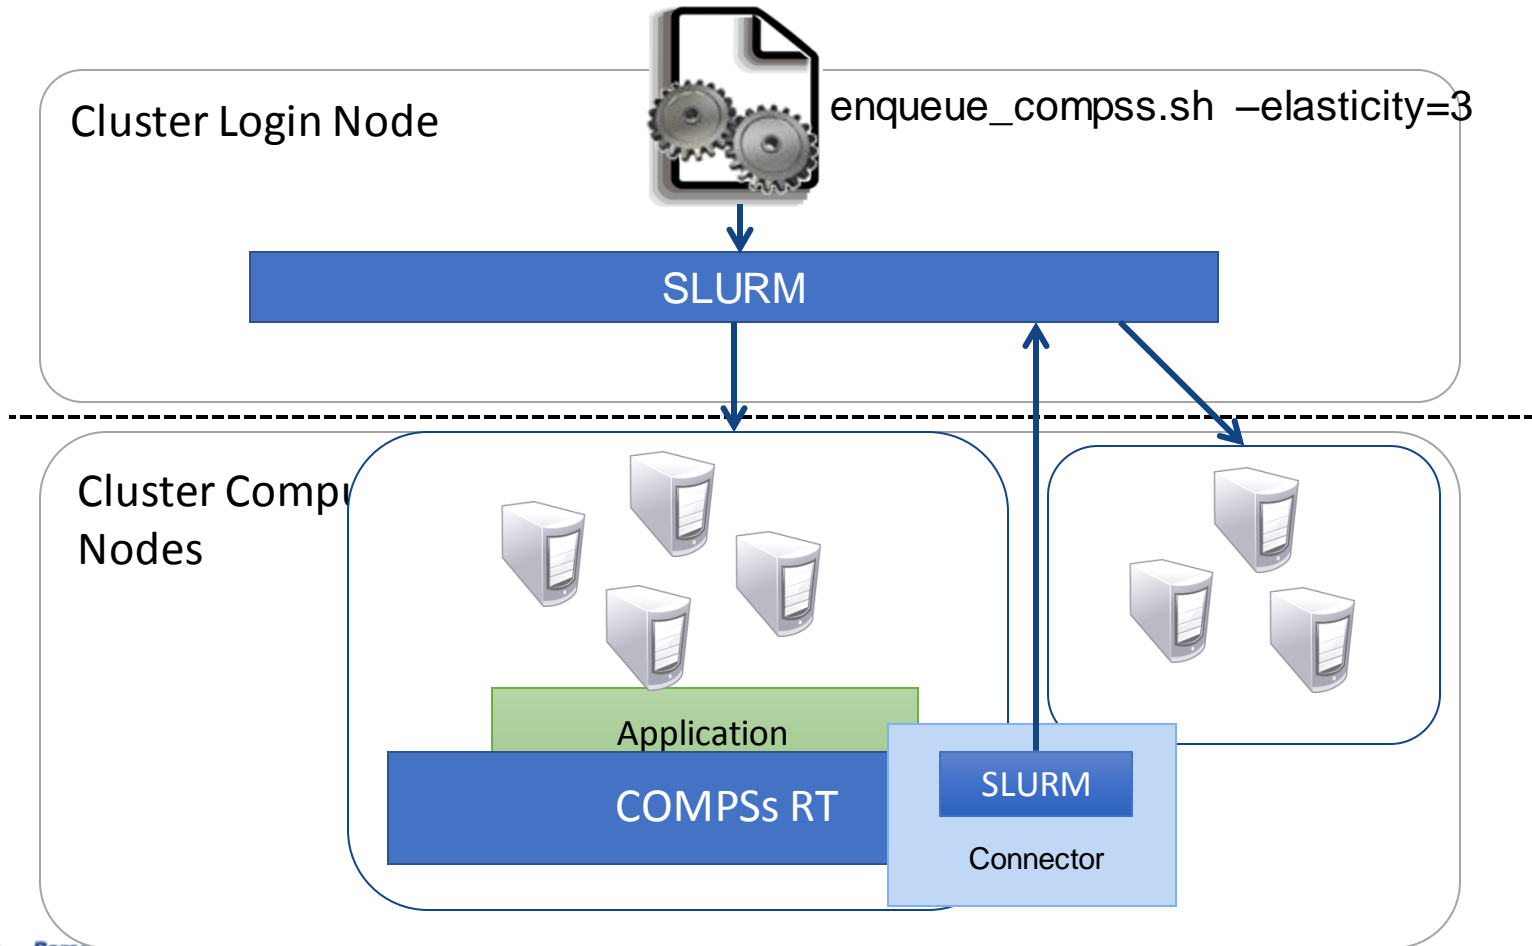 Cluster Login Node
enqueue_compss.sh –elasticity=3
SLURM
Cluster Compu
Nodes
Application
COMPSs RT
SLURM
Connector